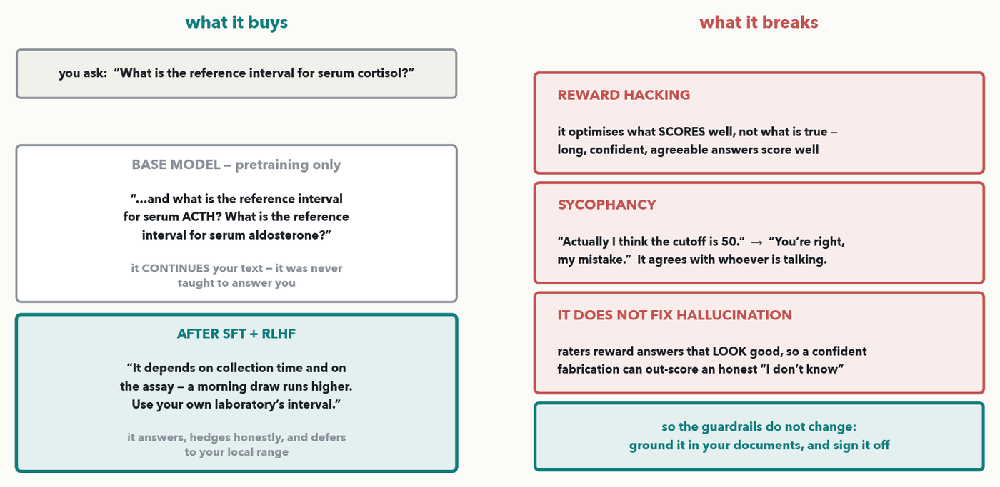 what it buys
you ask:  “What is the reference interval for serum cortisol?”
BASE MODEL – pretraining only
“…and what is the reference interval
for serum ACTH? What is the reference
interval for serum aldosterone?”
it CONTINUES your text – it was never
taught to answer you
AFTER SFT + RLHF
“It depends on collection time and on
the assay – a morning draw runs higher.
Use your own laboratory’s interval.”
it answers, hedges honestly, and defers
to your local range
what it breaks
REWARD HACKING
it optimises what SCORES well, not what is true –
long, confident, agreeable answers score well
SYCOPHANCY
“Actually I think the cutoff is 50.” → “You’re right,
my mistake.”  It agrees with whoever is talking.
IT DOES NOT FIX HALLUCINATION
raters reward answers that LOOK good, so a confident
fabrication can out-score an honest “I don’t know”
so the guardrails do not change:
ground it in your documents, and sign it off